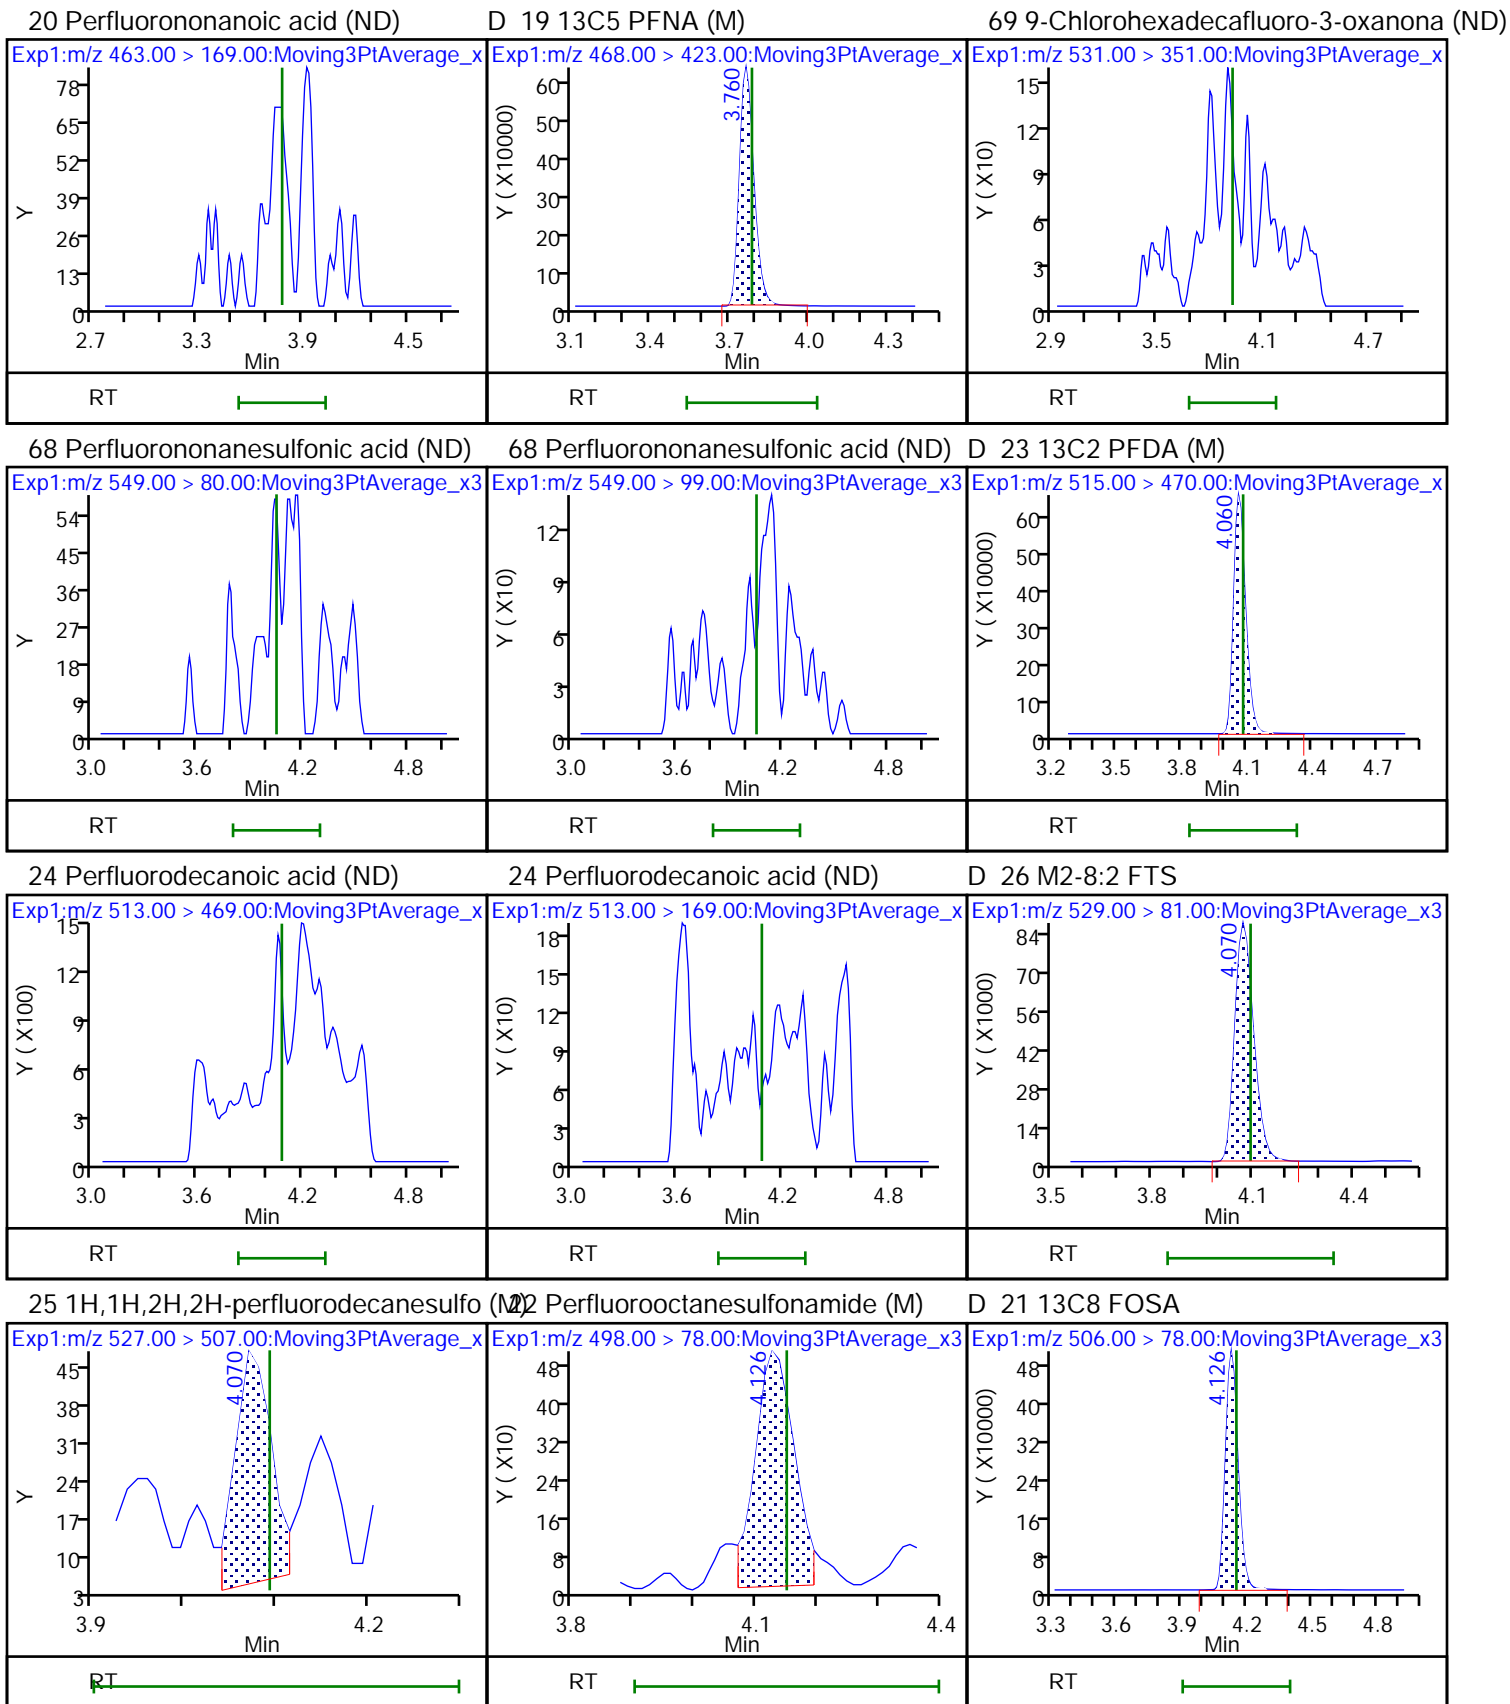 20 Perfluorononanoic acid (ND)
D 19 13C5 PFNA (M)
69 9-Chlorohexadecafluoro-3-oxanona (ND)
Exp1:m/z 463.00 > 169.00:Moving3PtAverage_x
78
65
52
39
26
13
0
Y
2.7 3.3 3.9 4.5
Min
RT
Exp1:m/z 468.00 > 423.00:Moving3PtAverage_x
3.760
60
50
40
30
20
10
0
Y ( X10000)
3.1 3.4 3.7 4.0 4.3
Min
RT
Exp1:m/z 531.00 > 351.00:Moving3PtAverage_x
15
12
9
6
3
0
Y ( X10)
2.9 3.5 4.1 4.7
Min
RT
68 Perfluorononanesulfonic acid (ND)
68 Perfluorononanesulfonic acid (ND)
D 23 13C2 PFDA (M)
Exp1:m/z 549.00 > 80.00:Moving3PtAverage_x3
54
45
36
27
18
9
0
Y
3.0 3.6 4.2 4.8
Min
RT
Exp1:m/z 549.00 > 99.00:Moving3PtAverage_x3
12
9
6
3
0
Y ( X10)
3.0 3.6 4.2 4.8
Min
RT
Exp1:m/z 515.00 > 470.00:Moving3PtAverage_x
4.060
60
50
40
30
20
10
0
Y ( X10000)
3.2 3.5 3.8 4.1 4.4 4.7
Min
RT
24 Perfluorodecanoic acid (ND)
24 Perfluorodecanoic acid (ND)
D 26 M2-8:2 FTS
Exp1:m/z 513.00 > 469.00:Moving3PtAverage_x
15
12
9
6
3
0
Y ( X100)
3.0 3.6 4.2 4.8
Min
RT
Exp1:m/z 513.00 > 169.00:Moving3PtAverage_x
18
15
12
9
6
3
0
Y ( X10)
3.0 3.6 4.2 4.8
Min
RT
Exp1:m/z 529.00 > 81.00:Moving3PtAverage_x3
4.070
84
70
56
42
28
14
0
Y ( X1000)
3.5 3.8 4.1 4.4
Min
RT
25 1H,1H,2H,2H-perfluorodecanesulfo (M)
22 Perfluorooctanesulfonamide (M)
D 21 13C8 FOSA
Exp1:m/z 527.00 > 507.00:Moving3PtAverage_x
4.070
45
38
31
24
17
10
3
Y
3.9 4.2
Min
RT
Exp1:m/z 498.00 > 78.00:Moving3PtAverage_x3
4.126
48
40
32
24
16
8
0
Y ( X10)
3.8 4.1 4.4
Min
RT
Exp1:m/z 506.00 > 78.00:Moving3PtAverage_x3
4.126
48
40
32
24
16
8
0
Y ( X10000)
3.3 3.6 3.9 4.2 4.5 4.8
Min
RT